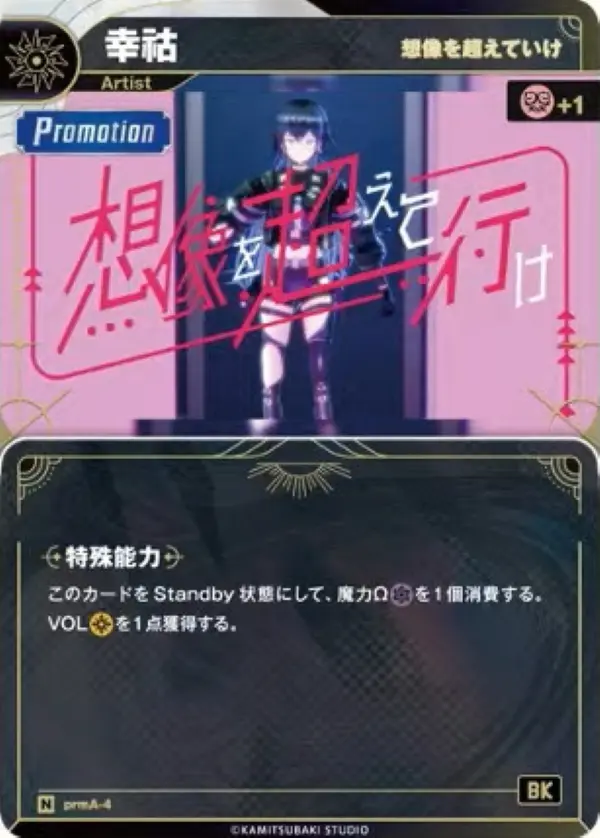 幸祜
想像を超えていけ
Artist
+1
Promotion
想像を超えて行け
特殊能力
このカードをStandby 状態にして、魔力Ωを1個消費する。
VOLを1点獲得する。
N prmA-4
BK
©KAMITSUBAKI STUDIO